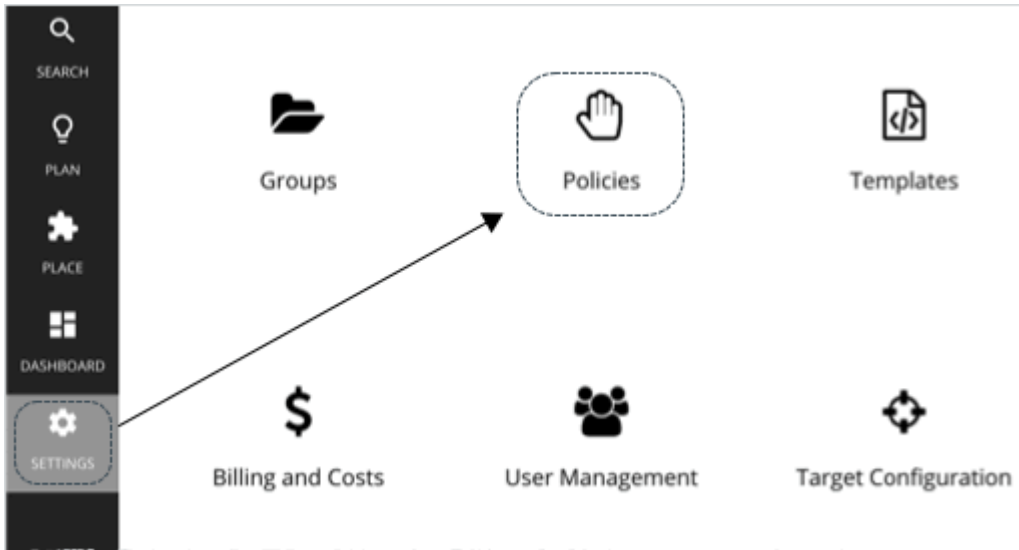 SEARCH
PLAN
PLACE
DASHBOARD
SETTINGS
Groups
Policies
Templates
Billing and Costs
User Management
Target Configuration